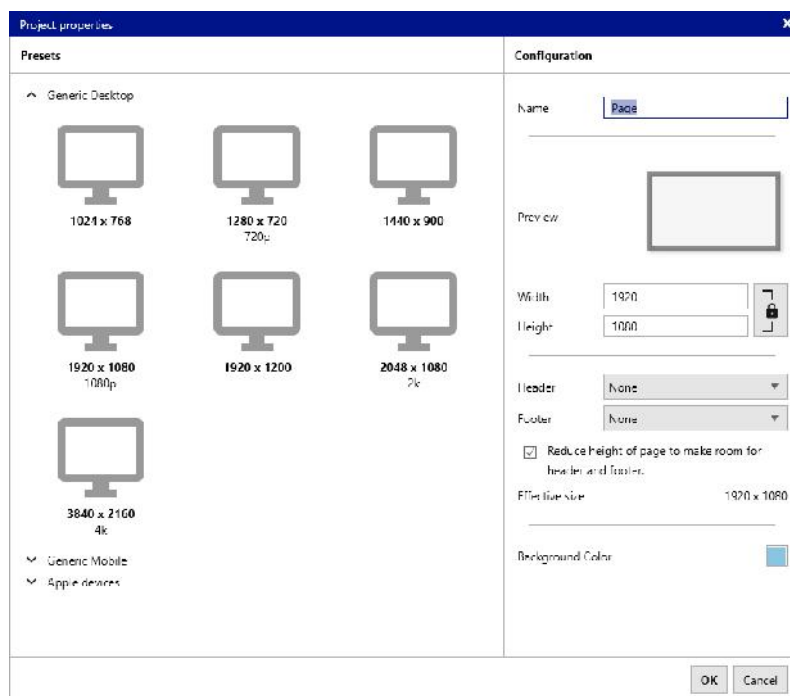 Project properties
Presets
Generic Desktop
1024 x 768
1280 x 720
720p
1440 x 900
1920 x 1080
1080p
1920 x 1200
2048 x 1080
2k
3840 x 2160
4k
Generic Mobile
Apple devices
Configuration
Name
Page
Preview
Width
1920
Height
1080
Header
None
Footer
None
Reduce height of page to make room for
header and footer.
Effective size
1920 x 1080
Background Color
OK
Cancel